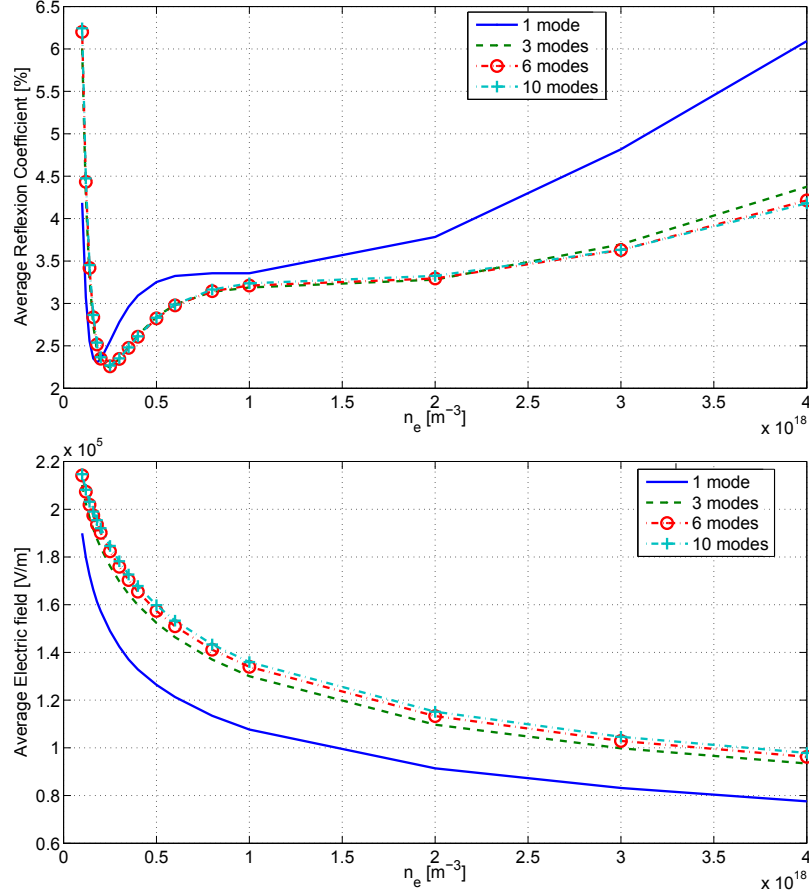 6.5
6
5.5
5
4.5
4
3.5
3
2.5
2
Average Reflexion Coefficient [%]
1 mode
3 modes
6 modes
10 modes
0 0.5 1 1.5 2 2.5 3 3.5 4
n_e [m^−3]
x 10^18
x 10^5
2.2
2
1.8
1.6
1.4
1.2
1
0.8
0.6
Average Electric field [V/m]
1 mode
3 modes
6 modes
10 modes
0 0.5 1 1.5 2 2.5 3 3.5 4
n_e [m^−3]
x 10^18